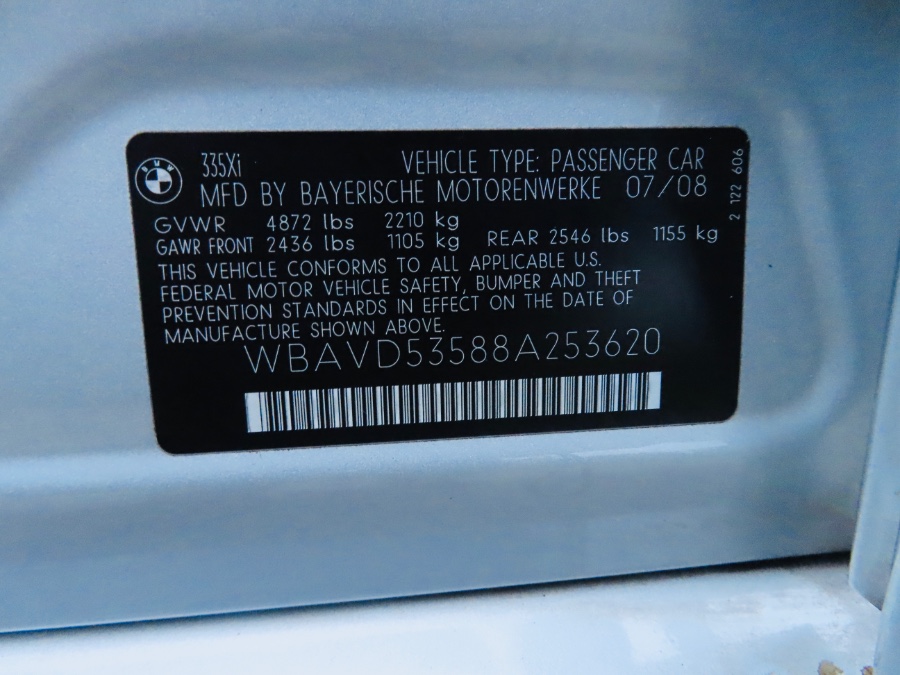 BMW
335Xi VEHICLE TYPE: PASSENGER CAR
MFD BY BAYERISCHE MOTORENWERKE 07/08
GVWR 4872 lbs 2210 kg
GAWR FRONT 2436 lbs 1105 kg REAR 2546 lbs 1155 kg
THIS VEHICLE CONFORMS TO ALL APPLICABLE U.S.
FEDERAL MOTOR VEHICLE SAFETY, BUMPER AND THEFT
PREVENTION STANDARDS IN EFFECT ON THE DATE OF
MANUFACTURE SHOWN ABOVE.
WBAVD53588A253620
2 122 606